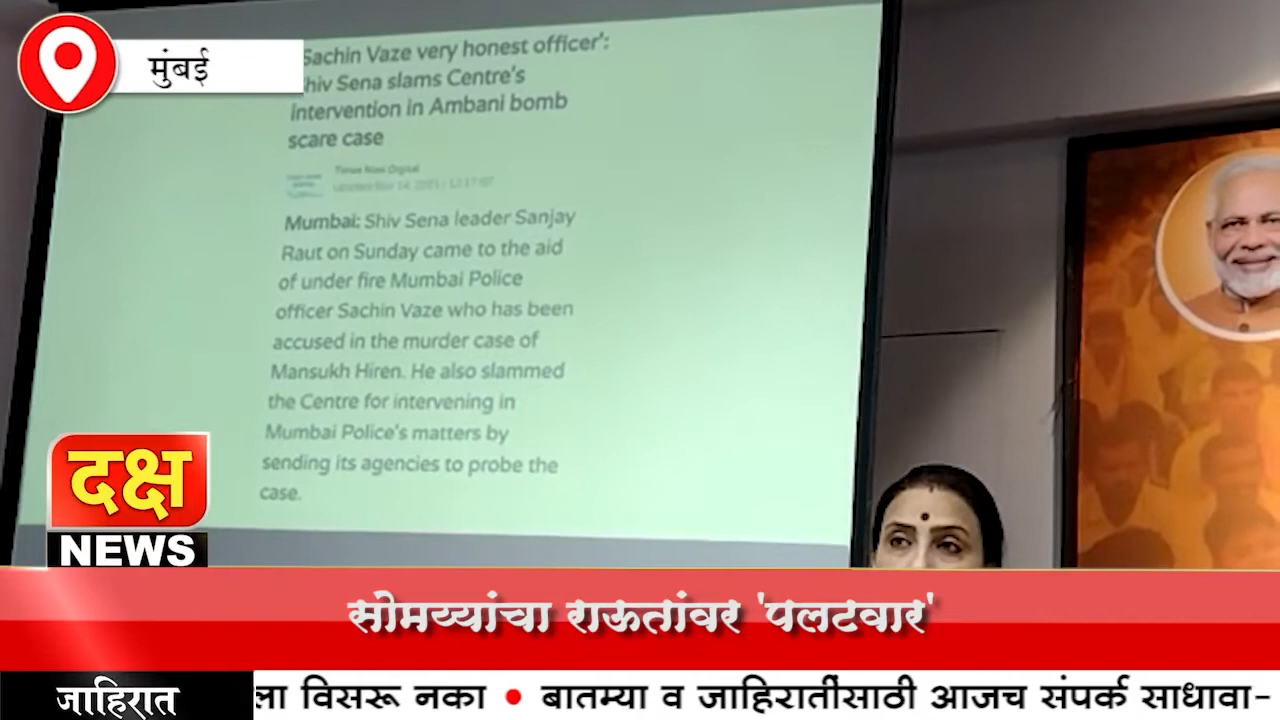 मुंबई
Sachin Vaze very honest officer':
hiv Sena slams Centre's
intervention in Ambani bomb
scare case
Times Now Digital
Mumbai: Shiv Sena leader Sanjay
Raut on Sunday came to the aid
of under fire Mumbai Police
officer Sachin Vaze who has been
accused in the murder case of
Mansukh Hiren. He also slammed
the Centre for intervening in
Mumbai Police's matters by
sending its agencies to probe the
case.
दक्ष
NEWS
सोमय्यांचा राऊतांवर 'पलटवार'
जाहिरात
ला विसरू नका • बातम्या व जाहिरातींसाठी आजच संपर्क साधावा-